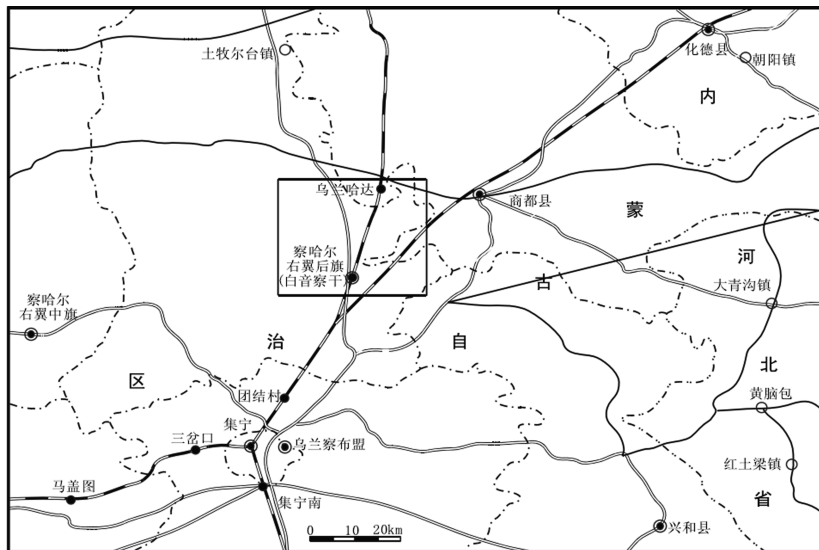 化德县
土牧尔台镇
朝阳镇
内
乌兰哈达
商都县
蒙
察哈尔
右翼后旗
(白音察干)
河
古
大青沟镇
察哈尔
右翼中旗
治
自
区
北
团结村
黄脑包
集宁
三岔口
乌兰察布盟
红土梁镇
马盖图
集宁南
省
兴和县
0 10 20km